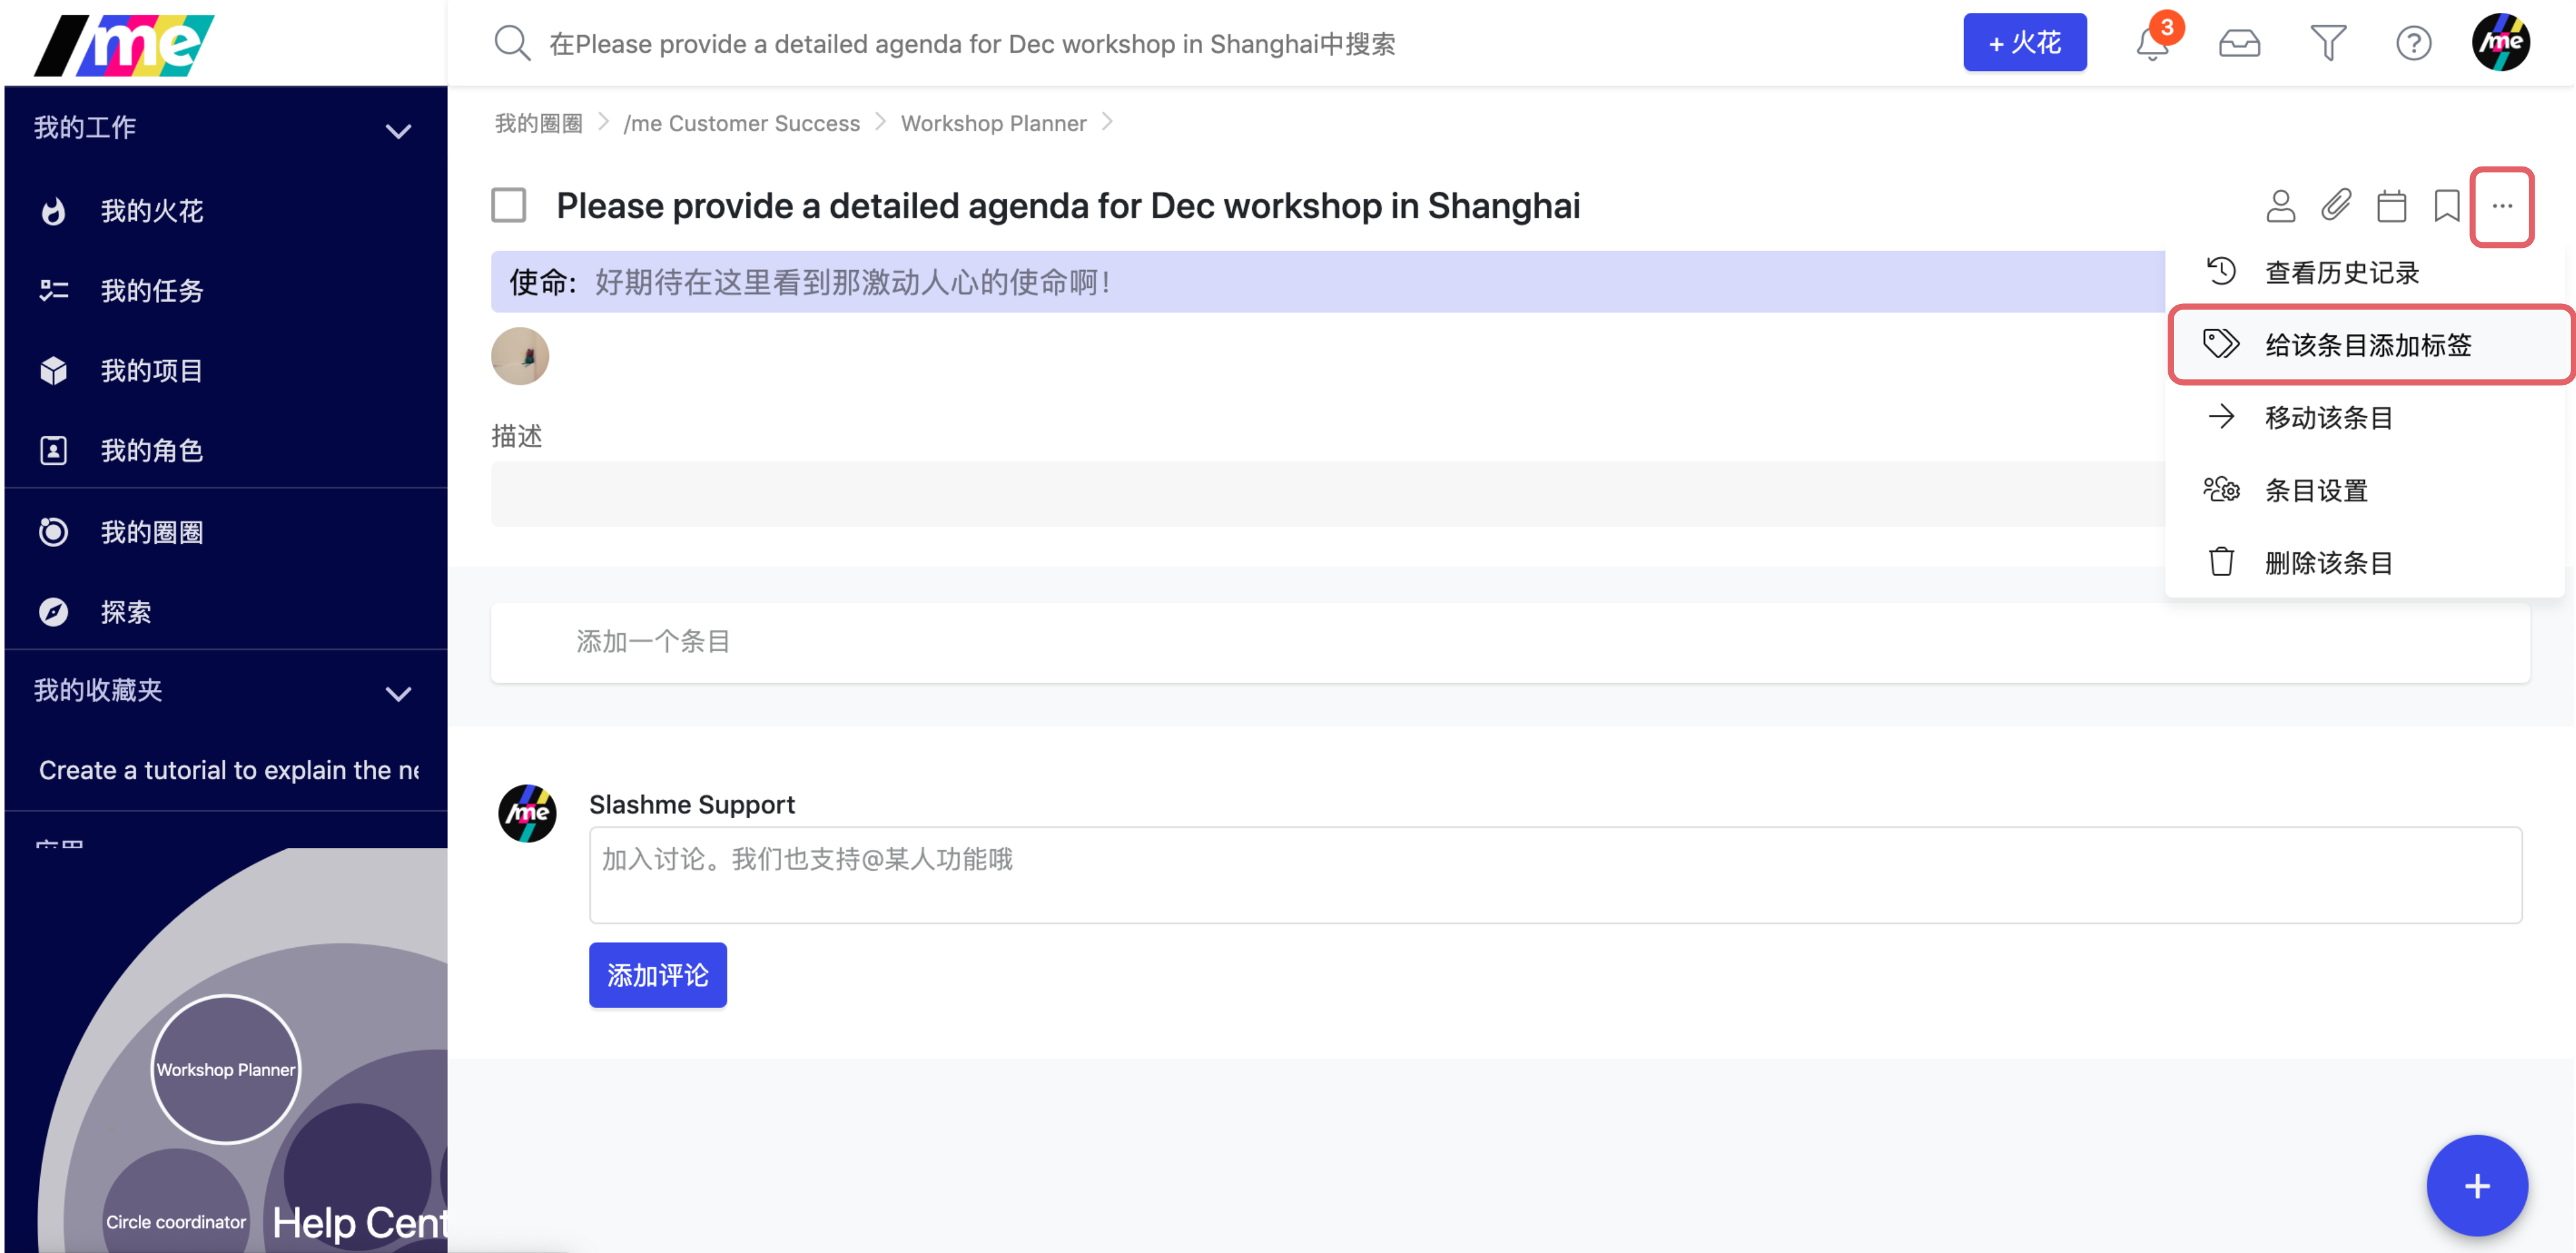 /me
在Please provide a detailed agenda for Dec workshop in Shanghai中搜索
+ 火花
3
/me
我的工作
我的火花
我的任务
我的项目
我的角色
我的圈圈
探索
我的收藏夹
Create a tutorial to explain the ne
Workshop Planner
Circle coordinator
Help Cent
我的圈圈 > /me Customer Success > Workshop Planner >
Please provide a detailed agenda for Dec workshop in Shanghai
使命: 好期待在这里看到那激动人心的使命啊!
描述
查看历史记录
给该条目添加标签
移动该条目
条目设置
删除该条目
添加一个条目
/me
Slashme Support
加入讨论。我们也支持@某人功能哦
添加评论
+